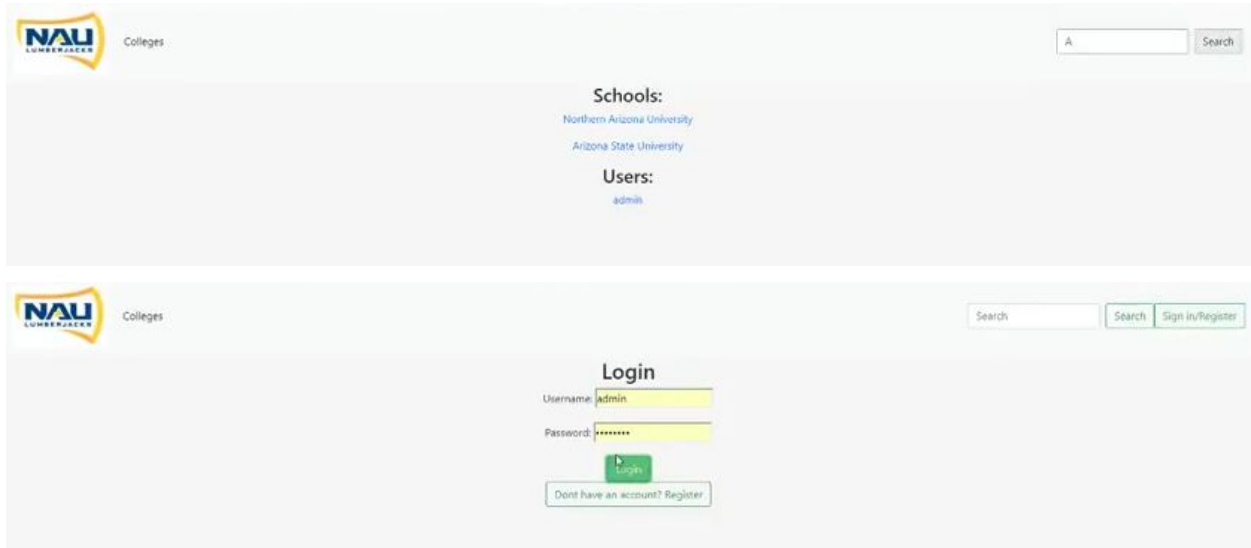 NAU
LUMBERJACKS
Colleges
A
Search
Schools:
Northern Arizona University
Arizona State University
Users:
admin
NAU
LUMBERJACKS
Colleges
Search
Search
Sign in/Register
Login
Username: admin
Password: ••••••••
Login
Dont have an account? Register